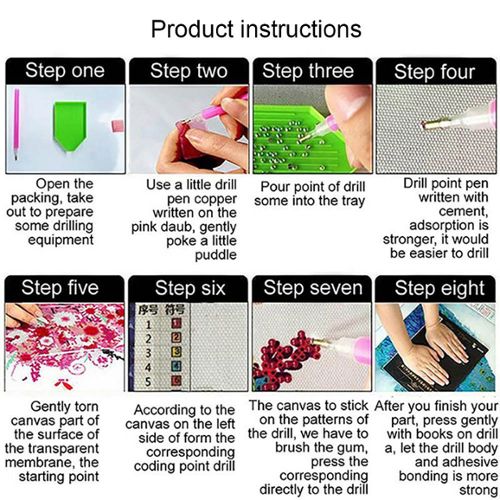 Product instructions
Step one
Step two
Step three
Step four
Open the
packing, take
out to prepare
some drilling
equipment
Use a little drill
pen copper
written on the
pink daub, gently
poke a little
puddle
Pour point of drill
some into the tray
Drill point pen
written with
cement,
adsorption is
stronger, it would
be easier to drill
Step five
Step six
Step seven
Step eight
序号 符号
1 1
2 2
3 3
4 4
5 5
Gently torn
canvas part of
the surface of
the transparent
membrane, the
starting point
According to the
canvas on the left
side of form the
corresponding
coding point drill
The canvas to stick
on the patterns of
the drill, we have to
brush the gum,
press the
corresponding
directly to the drill
After you finish your
part, press gently
with books on drill
a, let the drill body
and adhesive
bonding is more
strong